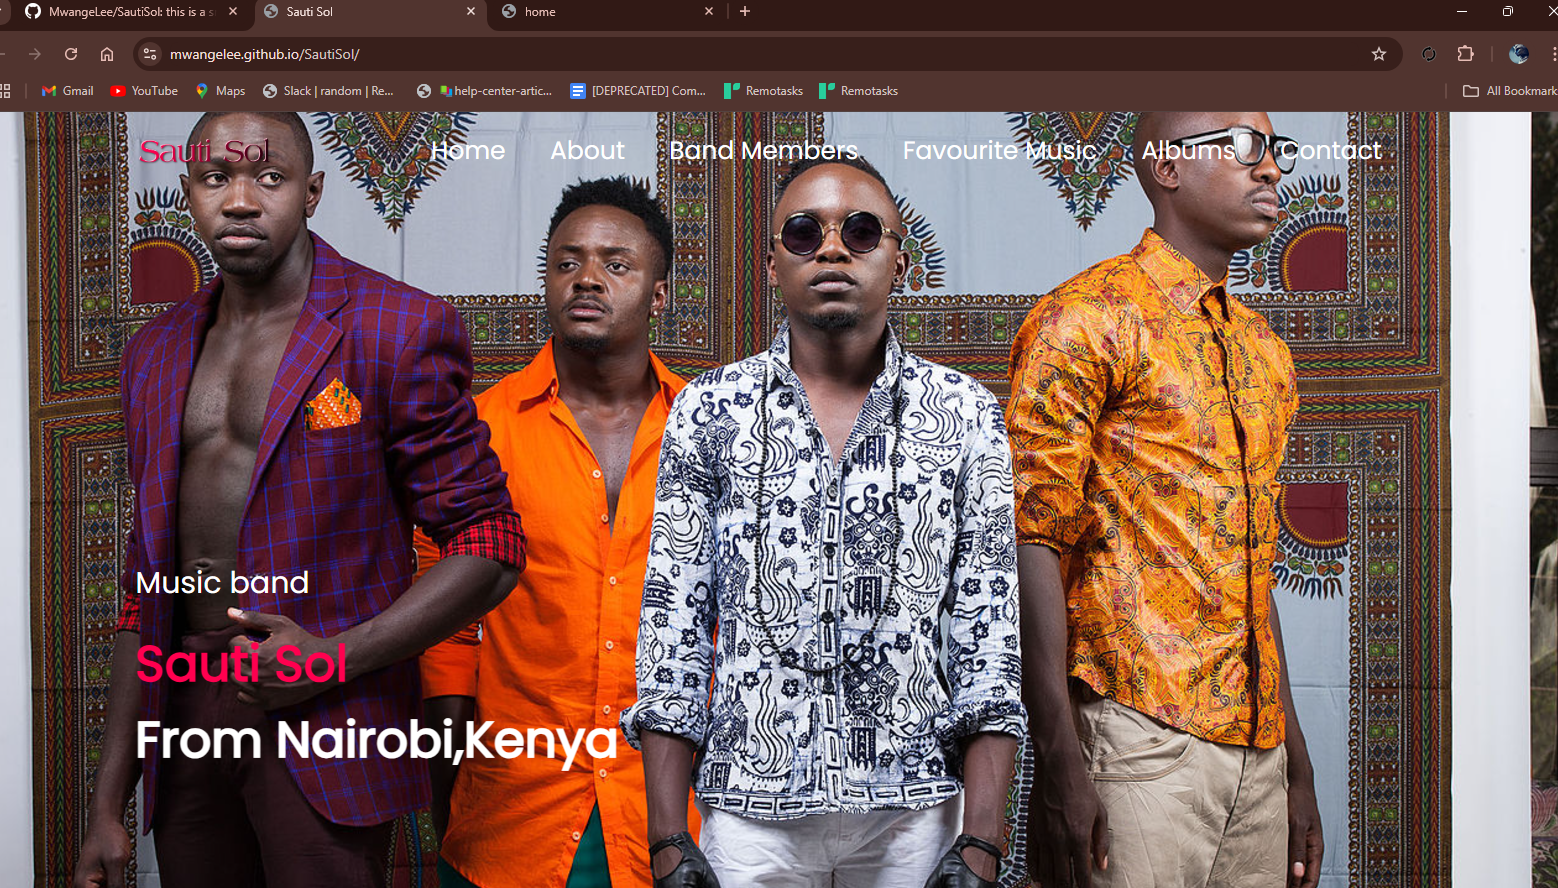 MwangeLee/SautiSol: this is a s
Sauti Sol
home
mwangelee.github.io/SautiSol/
Gmail
YouTube
Maps
Slack | random | Re...
help-center-artic...
[DEPRECATED] Com...
Remotasks
Remotasks
All Bookmark
Sauti Sol
Home
About
Band Members
Favourite Music
Albums
Contact
Music band
Sauti Sol
From Nairobi,Kenya